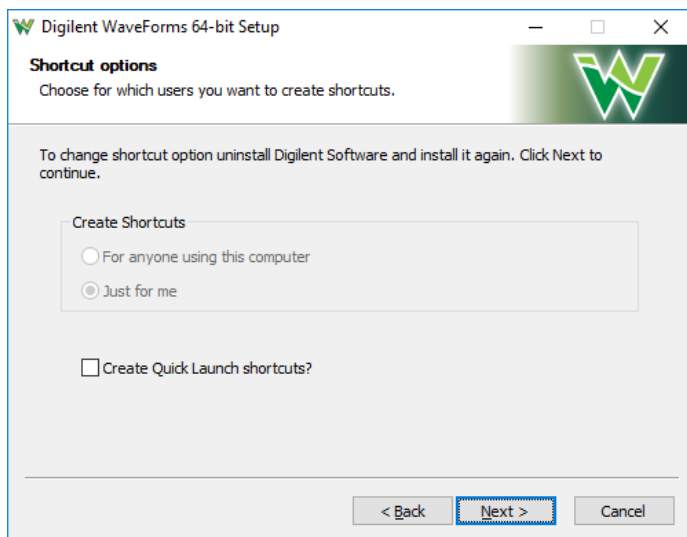 Digilent WaveForms 64-bit Setup
Shortcut options
Choose for which users you want to create shortcuts.
To change shortcut option uninstall Digilent Software and install it again. Click Next to
continue.
Create Shortcuts
For anyone using this computer
Just for me
Create Quick Launch shortcuts?
< Back Next > Cancel